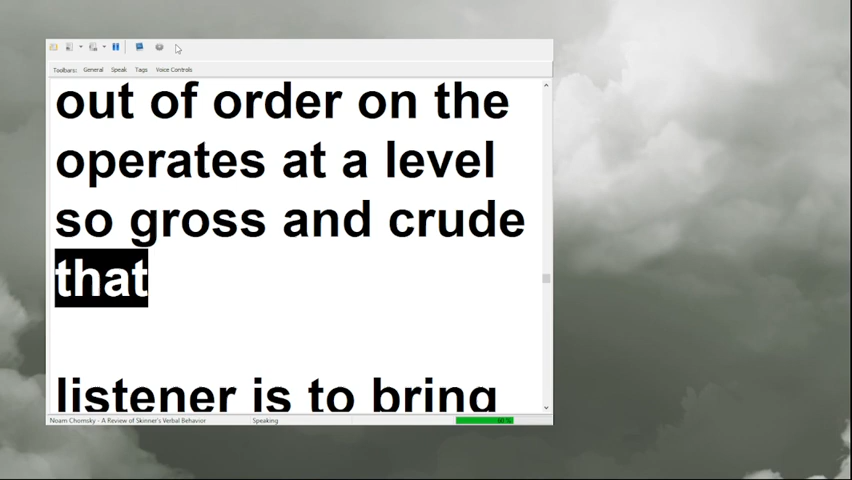 Toolbars: General Speak Tags Voice Controls
out of order on the
operates at a level
so gross and crude
that
listener is to bring
Noam Chomsky - A Review of Skinner's Verbal Behavior Speaking 60 %